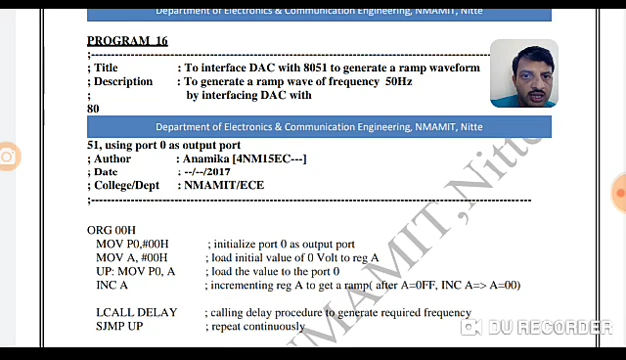 Department of Electronics & Communication Engineering, NMAMIT, Nitte
PROGRAM 16
;-----------------------------------------------------------------------
; Title : To interface DAC with 8051 to generate a ramp waveform
; Description : To generate a ramp wave of frequency 50Hz
; by interfacing DAC with
80
Department of Electronics & Communication Engineering, NMAMIT, Nitte
51, using port 0 as output port
; Author : Anamika [4NM15EC---]
; Date : --/--/2017
; College/Dept : NMAMIT/ECE
;-----------------------------------------------------------------------
ORG 00H
MOV P0,#00H ; initialize port 0 as output port
MOV A, #00H ; load initial value of 0 Volt to reg A
UP: MOV P0, A ; load the value to the port 0
INC A ; incrementing reg A to get a ramp( after A=0FF, INC A=> A=00)
LCALL DELAY ; calling delay procedure to generate required frequency
SJMP UP ; repeat continuously
NMAMIT, Nitte
DU RECORDER